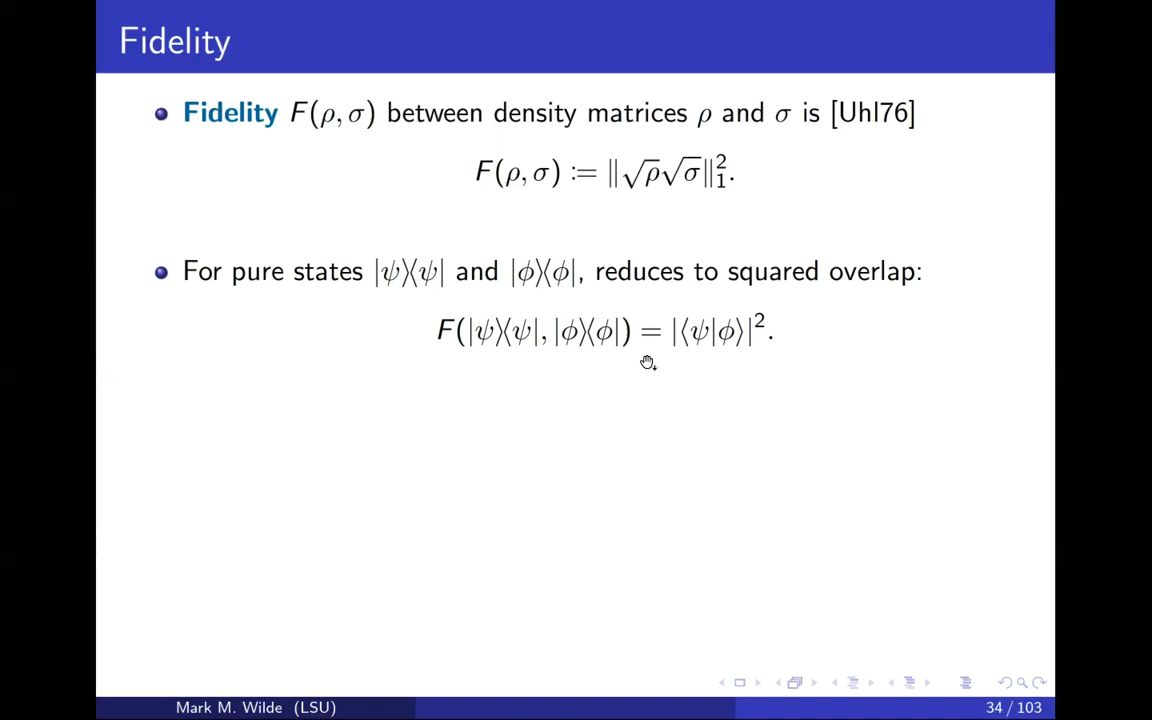 Fidelity
Fidelity F(ρ, σ) between density matrices ρ and σ is [Uhl76]
F(ρ, σ) := ‖√ρ√σ‖₁².
For pure states |ψ⟩⟨ψ| and |ϕ⟩⟨ϕ|, reduces to squared overlap:
F(|ψ⟩⟨ψ|, |ϕ⟩⟨ϕ|) = |⟨ψ|ϕ⟩|².
Mark M. Wilde (LSU) 34 / 103